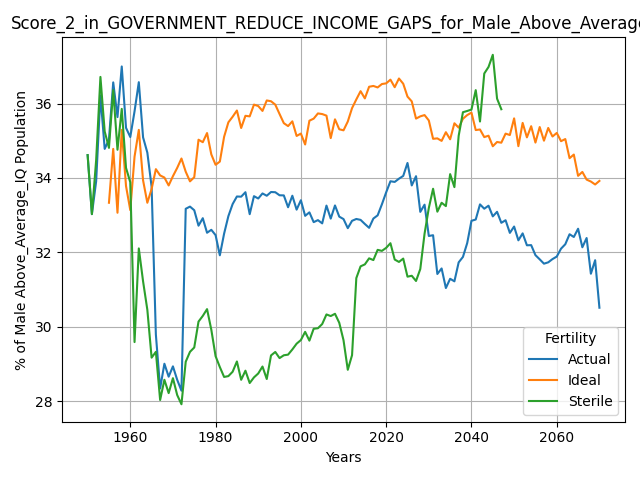 Score_2_in_GOVERNMENT_REDUCE_INCOME_GAPS_for_Male_Above_Average
% of Male Above_Average_IQ Population
36
34
32
30
28
Fertility
Actual
Ideal
Sterile
1960 1980 2000 2020 2040 2060
Years